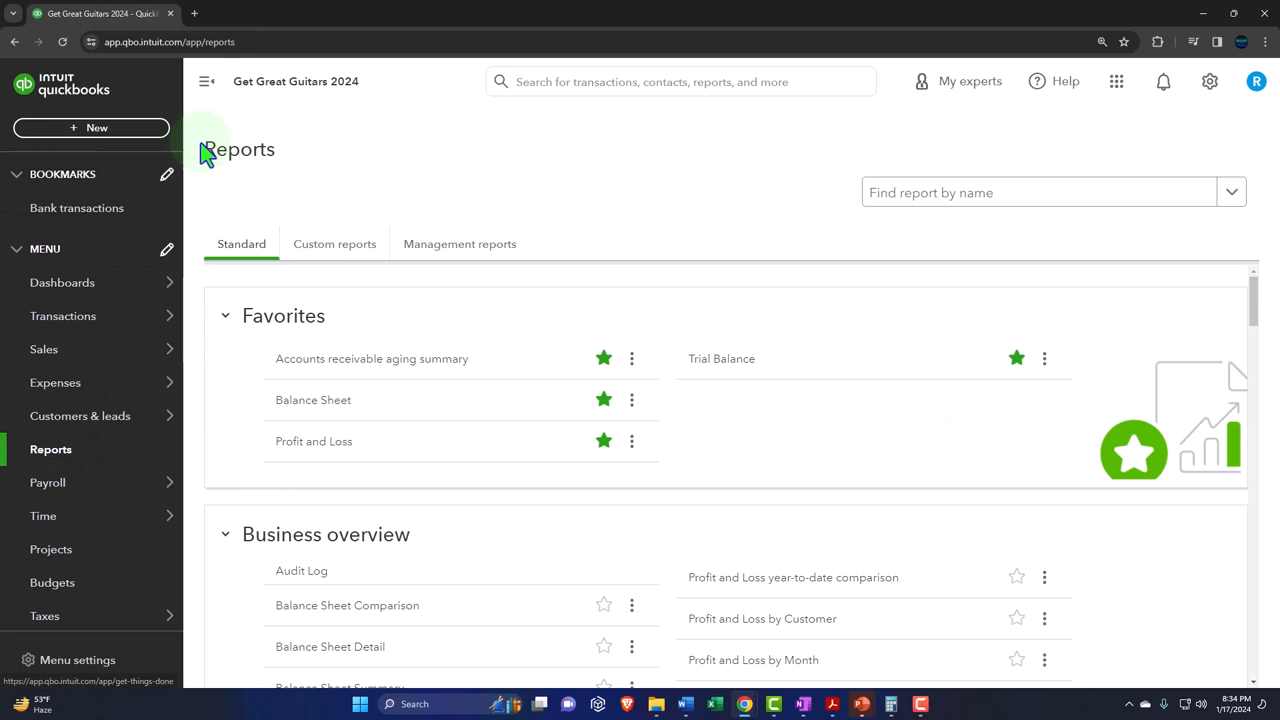 Get Great Guitars 2024 - Quickb
app.qbo.intuit.com/app/reports
INTUIT
quickbooks
Get Great Guitars 2024
Search for transactions, contacts, reports, and more
My experts
Help
R
+ New
Reports
BOOKMARKS
Find report by name
Bank transactions
Standard
Custom reports
Management reports
MENU
Dashboards
Transactions
Sales
Expenses
Customers & leads
Reports
Payroll
Time
Projects
Budgets
Taxes
Menu settings
Favorites
Accounts receivable aging summary
Trial Balance
Balance Sheet
Profit and Loss
Business overview
Audit Log
Profit and Loss year-to-date comparison
Balance Sheet Comparison
Profit and Loss by Customer
Balance Sheet Detail
Profit and Loss by Month
Balance Sheet Summary
https://app.qbo.intuit.com/app/get-things-done
53°F
Haze
Search
8:34 PM
1/17/2024